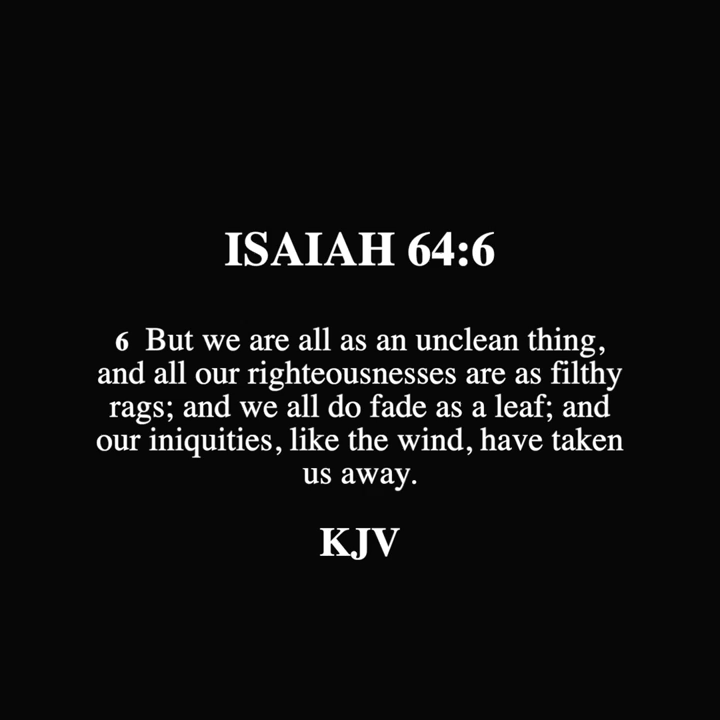 ISAIAH 64:6
6 But we are all as an unclean thing,
and all our righteousnesses are as filthy
rags; and we all do fade as a leaf; and
our iniquities, like the wind, have taken
us away.
KJV